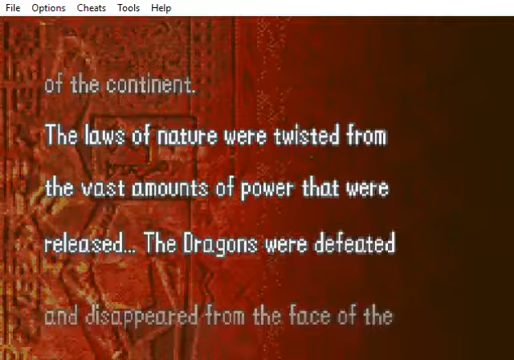 File Options Cheats Tools Help
of the continent.
The laws of nature were twisted from
the vast amounts of power that were
released... The Dragons were defeated
and disappeared from the face of the